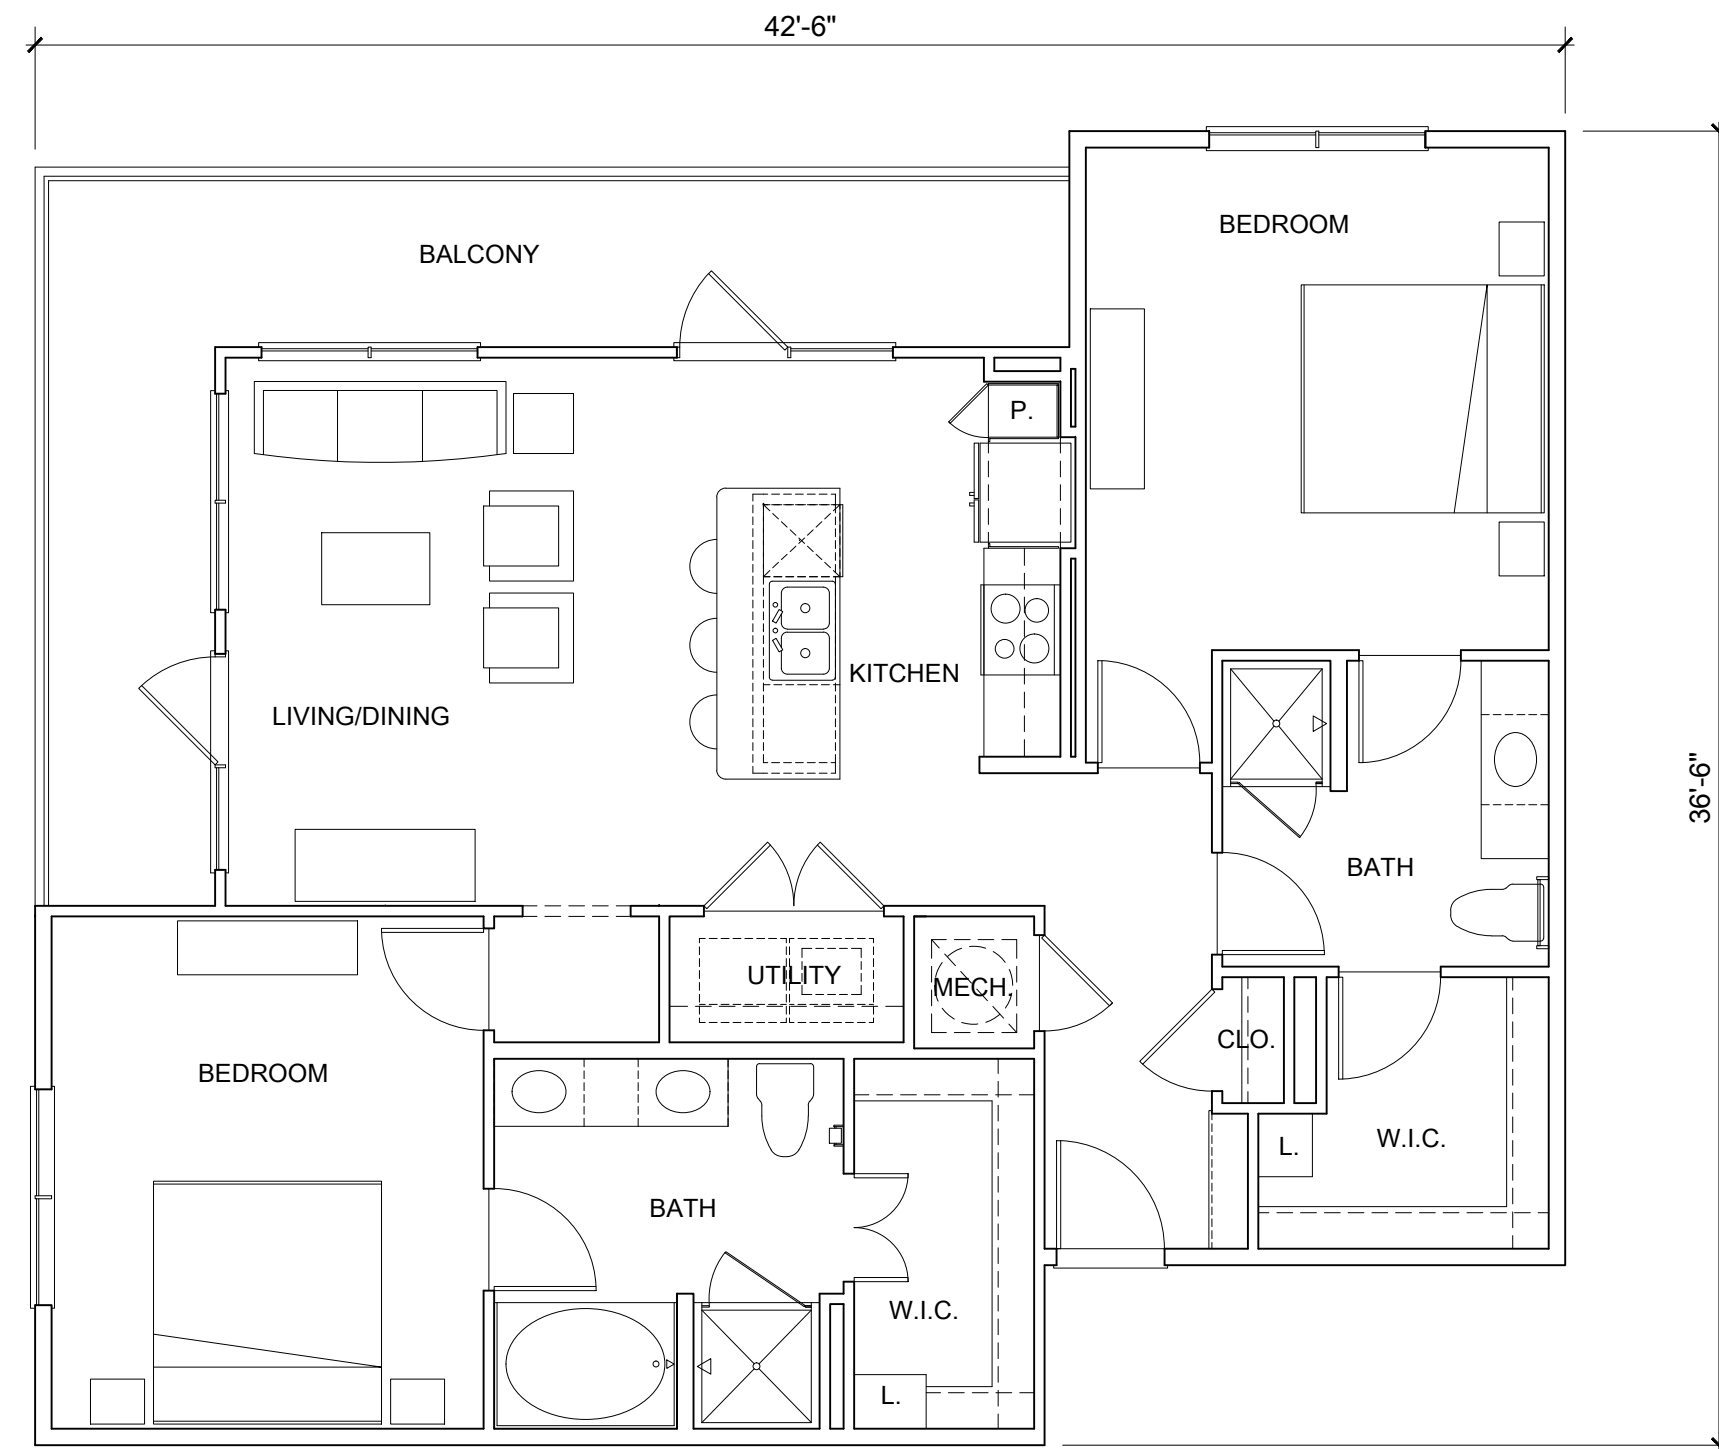 42'-6"
BEDROOM
BALCONY
P.
KITCHEN
LIVING/DINING
36'-6"
BATH
UTILITY
MECH.
CLO.
BEDROOM
L.
W.I.C.
BATH
W.I.C.
L.